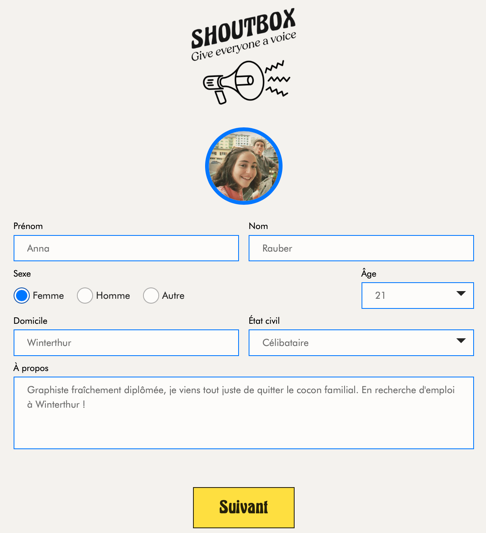 SHOUTBOX
Give everyone a voice
Prénom
Nom
Anna
Rauber
Sexe
Âge
Femme
Homme
Autre
21
Domicile
État civil
Winterthur
Célibataire
À propos
Graphiste fraîchement diplômée, je viens tout juste de quitter le cocon familial. En recherche d'emploi
à Winterthur !
Suivant